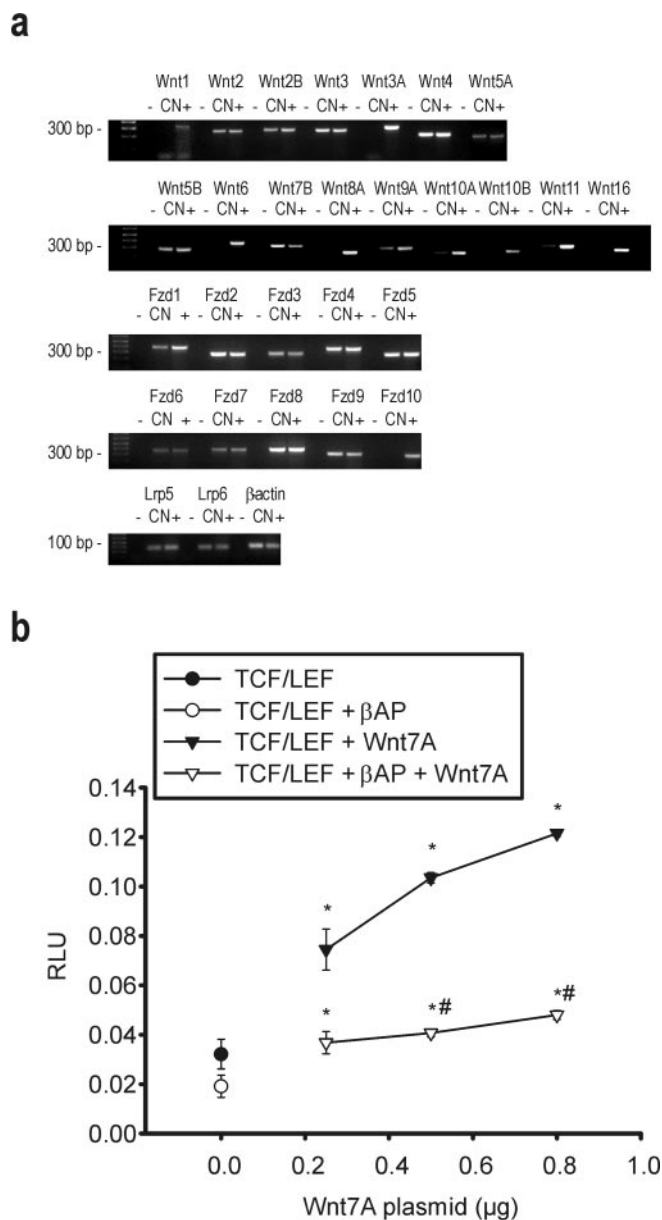 a
Wnt1 Wnt2 Wnt2B Wnt3 Wnt3A Wnt4 Wnt5A
- CN+ - CN+ - CN+ - CN+ - CN+ - CN+ - CN+
300 bp -
Wnt5B Wnt6 Wnt7B Wnt8A Wnt9A Wnt10A Wnt10B Wnt11 Wnt16
- CN+ - CN+ - CN+ - CN+ - CN+ - CN+ - CN+ - CN+ - CN+
300 bp -
Fzd1 Fzd2 Fzd3 Fzd4 Fzd5
- CN + - CN+ - CN+ - CN+ - CN+
300 bp -
Fzd6 Fzd7 Fzd8 Fzd9 Fzd10
- CN + - CN+ - CN+ - CN+ - CN+
300 bp -
Lrp5 Lrp6 βactin
- CN+ - CN+ - CN+
100 bp -
b
TCF/LEF
TCF/LEF + βAP
TCF/LEF + Wnt7A
TCF/LEF + βAP + Wnt7A
0.14
0.12
0.10
0.08
0.06
0.04
0.02
0.00
RLU
* * *
* *# *#
0.0 0.2 0.4 0.6 0.8 1.0
Wnt7A plasmid (µg)